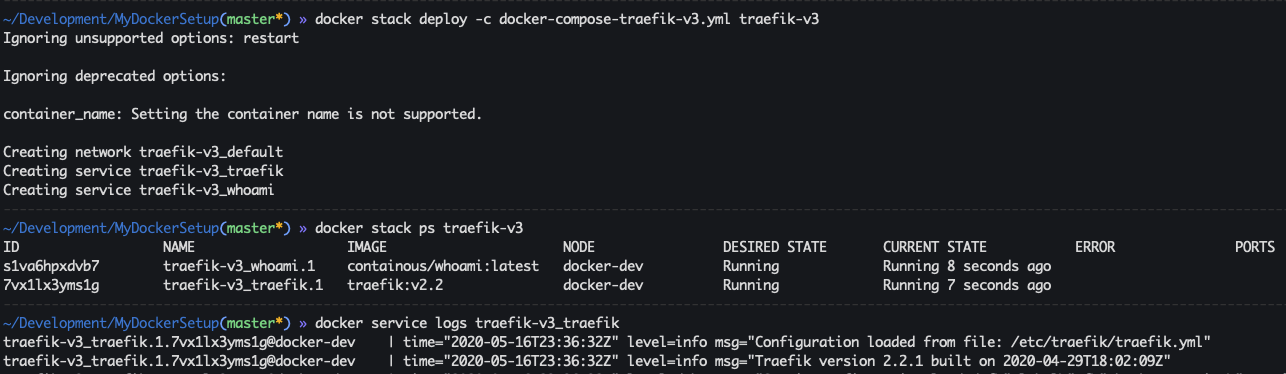 ~/Development/MyDockerSetup(master*) » docker stack deploy -c docker-compose-traefik-v3.yml traefik-v3
Ignoring unsupported options: restart
Ignoring deprecated options:
container_name: Setting the container name is not supported.
Creating network traefik-v3_default
Creating service traefik-v3_traefik
Creating service traefik-v3_whoami
~/Development/MyDockerSetup(master*) » docker stack ps traefik-v3
ID NAME IMAGE NODE DESIRED STATE CURRENT STATE ERROR PORTS
s1va6hpxdvb7 traefik-v3_whoami.1 containous/whoami:latest docker-dev Running Running 8 seconds ago
7vx1lx3yms1g traefik-v3_traefik.1 traefik:v2.2 docker-dev Running Running 7 seconds ago
~/Development/MyDockerSetup(master*) » docker service logs traefik-v3_traefik
traefik-v3_traefik.1.7vx1lx3yms1g@docker-dev | time="2020-05-16T23:36:32Z" level=info msg="Configuration loaded from file: /etc/traefik/traefik.yml"
traefik-v3_traefik.1.7vx1lx3yms1g@docker-dev | time="2020-05-16T23:36:32Z" level=info msg="Traefik version 2.2.1 built on 2020-04-29T18:02:09Z"